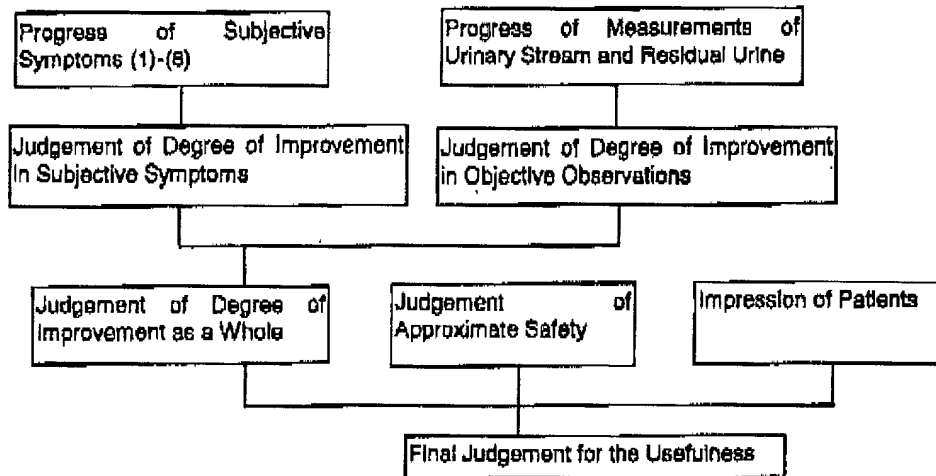 Progress of Subjective
Symptoms (1)-(8)
Progress of Measurements of
Urinary Stream and Residual Urine
Judgement of Degree of Improvement
In Subjective Symptoms
Judgement of Degree of Improvement
in Objective Observations
Judgement of Degree of
Improvement as a Whole
Judgement of
Approximate Safety
Impression of Patients
Final Judgement for the Usefulness